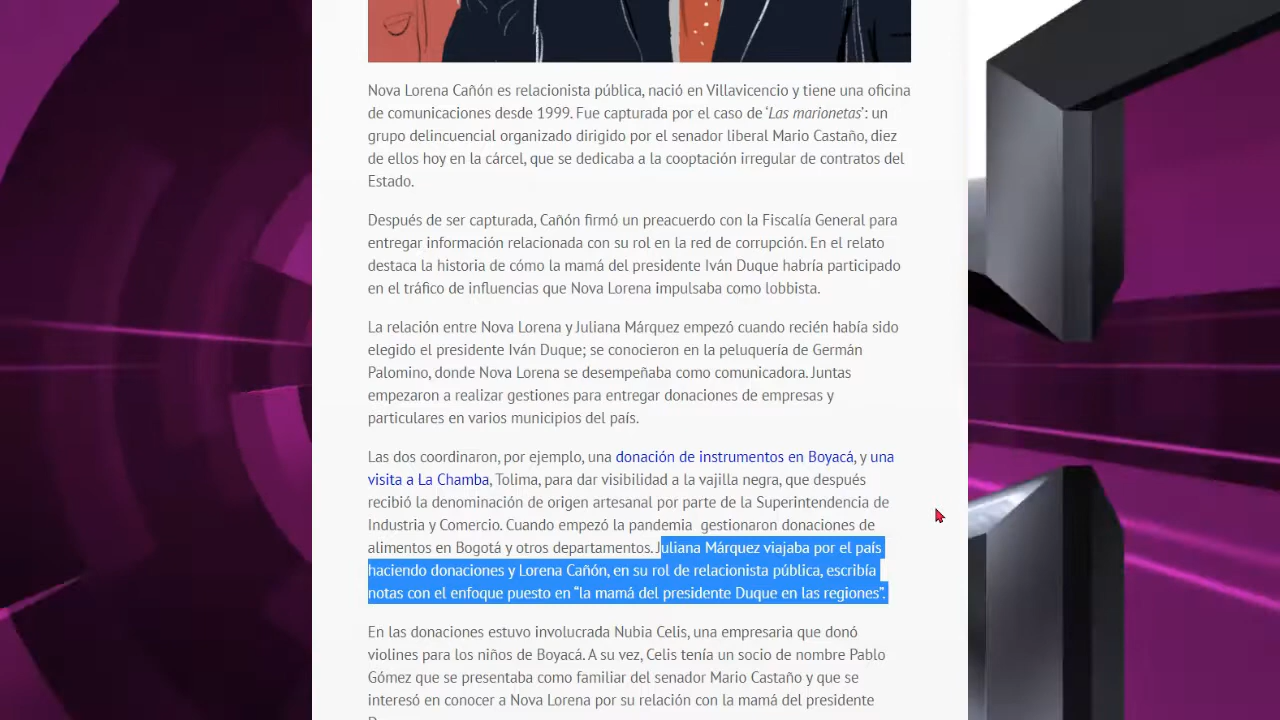 Nova Lorena Cañón es relacionista pública, nació en Villavicencio y tiene una oficina
de comunicaciones desde 1999. Fue capturada por el caso de ‘Las marionetas’: un
grupo delincuencial organizado dirigido por el senador liberal Mario Castaño, diez
de ellos hoy en la cárcel, que se dedicaba a la cooptación irregular de contratos del
Estado.
Después de ser capturada, Cañón firmó un preacuerdo con la Fiscalía General para
entregar información relacionada con su rol en la red de corrupción. En el relato
destaca la historia de cómo la mamá del presidente Iván Duque habría participado
en el tráfico de influencias que Nova Lorena impulsaba como lobbista.
La relación entre Nova Lorena y Juliana Márquez empezó cuando recién había sido
elegido el presidente Iván Duque; se conocieron en la peluquería de Germán
Palomino, donde Nova Lorena se desempeñaba como comunicadora. Juntas
empezaron a realizar gestiones para entregar donaciones de empresas y
particulares en varios municipios del país.
Las dos coordinaron, por ejemplo, una donación de instrumentos en Boyacá, y una
visita a La Chamba, Tolima, para dar visibilidad a la vajilla negra, que después
recibió la denominación de origen artesanal por parte de la Superintendencia de
Industria y Comercio. Cuando empezó la pandemia  gestionaron donaciones de
alimentos en Bogotá y otros departamentos. Juliana Márquez viajaba por el país
haciendo donaciones y Lorena Cañón, en su rol de relacionista pública, escribía
notas con el enfoque puesto en “la mamá del presidente Duque en las regiones”.
En las donaciones estuvo involucrada Nubia Celis, una empresaria que donó
violines para los niños de Boyacá. A su vez, Celis tenía un socio de nombre Pablo
Gómez que se presentaba como familiar del senador Mario Castaño y que se
interesó en conocer a Nova Lorena por su relación con la mamá del presidente